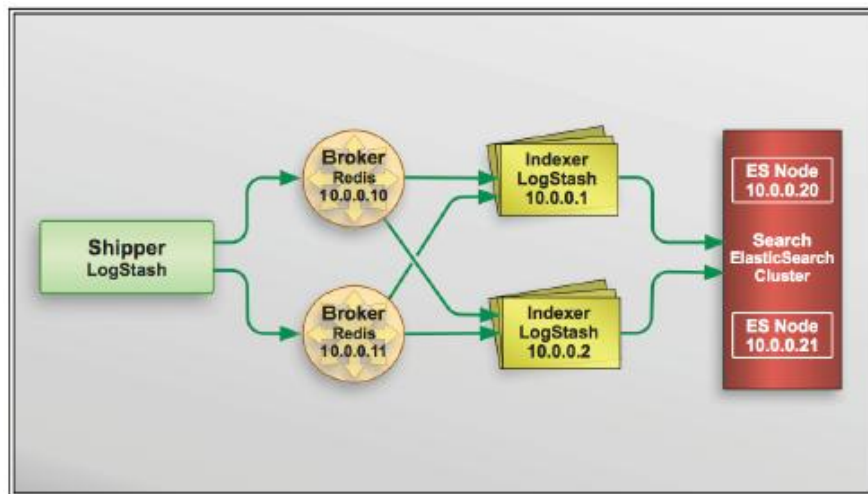 Shipper
LogStash
Broker
Redis
10.0.0.10
Broker
Redis
10.0.0.11
Indexer
LogStash
10.0.0.1
Indexer
LogStash
10.0.0.2
ES Node
10.0.0.20
Search
ElasticSearch
Cluster
ES Node
10.0.0.21